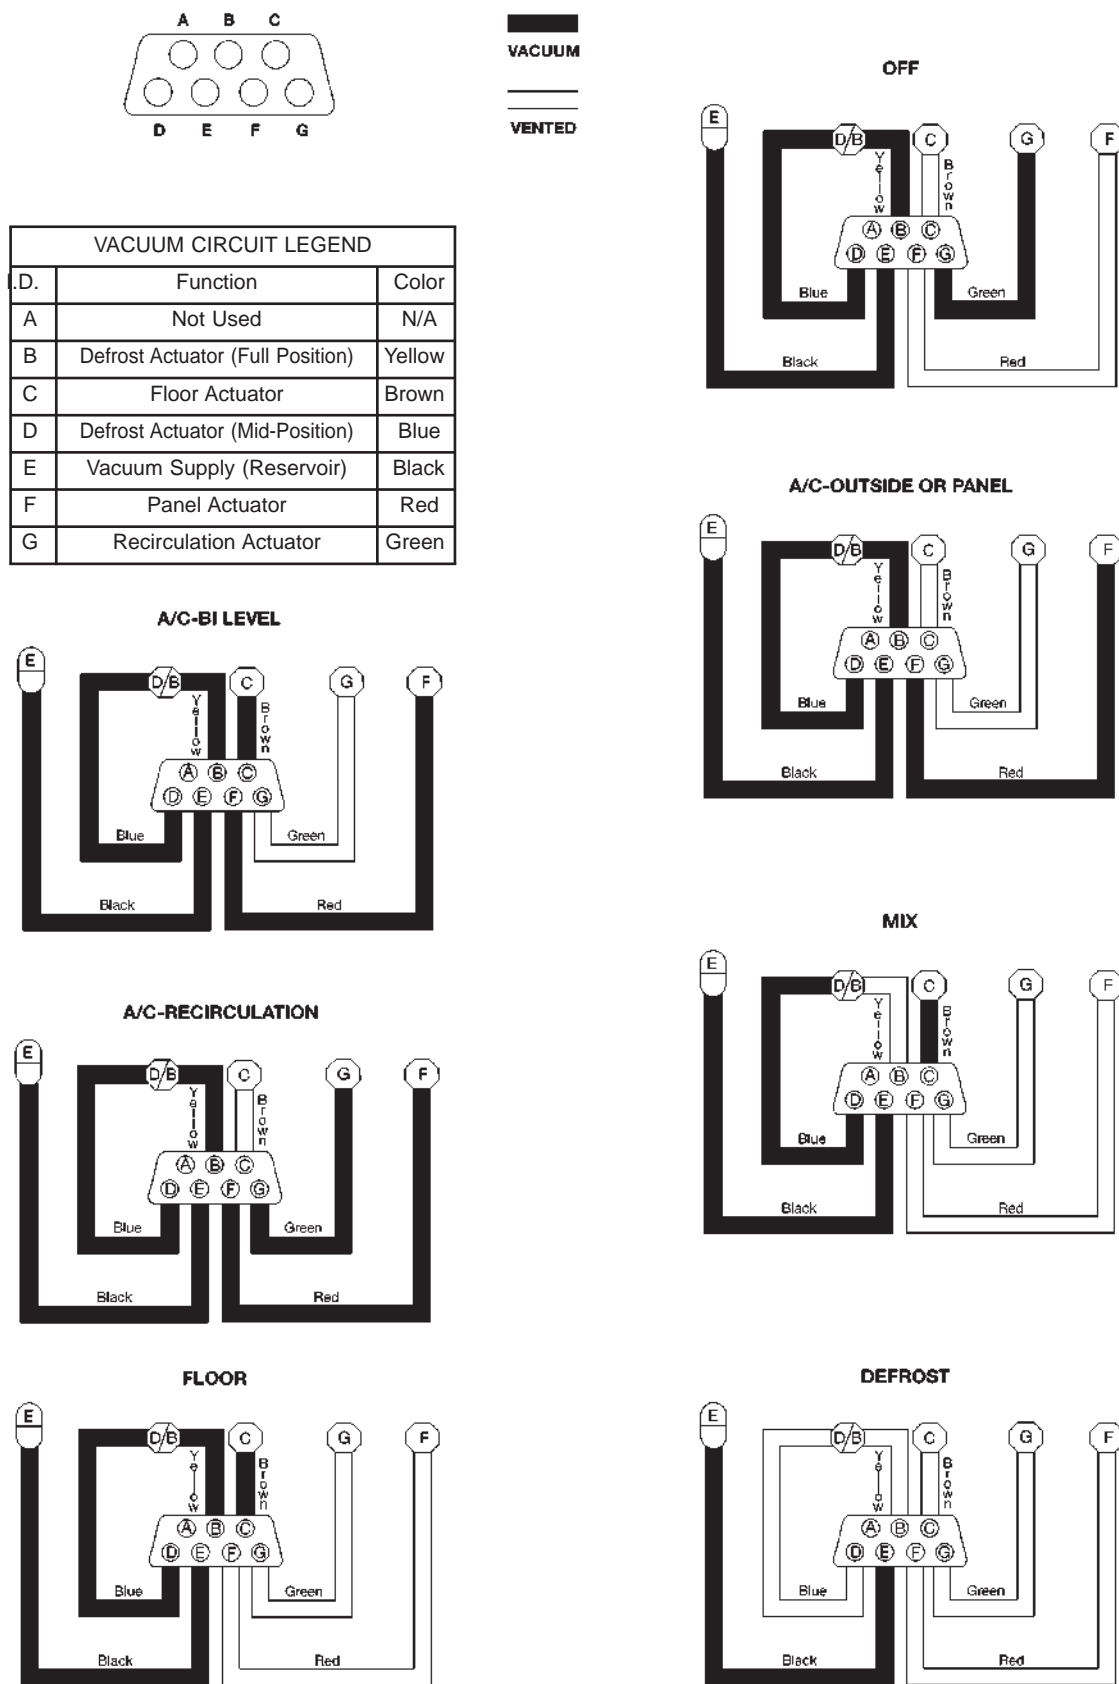 A B C
D E F G
VACUUM
VENTED
VACUUM CIRCUIT LEGEND
.D. Function Color
A Not Used N/A
B Defrost Actuator (Full Position) Yellow
C Floor Actuator Brown
D Defrost Actuator (Mid-Position) Blue
E Vacuum Supply (Reservoir) Black
F Panel Actuator Red
G Recirculation Actuator Green
OFF
E D/B C G F
Yellow Brown
A B C
D E F G
Blue Green
Black Red
A/C-OUTSIDE OR PANEL
E D/B C G F
Yellow Brown
A B C
D E F G
Blue Green
Black Red
A/C-BI LEVEL
E D/B C G F
Yellow Brown
A B C
D E F G
Blue Green
Black Red
MIX
E D/B C G F
Yellow Brown
A B C
D E F G
Blue Green
Black Red
A/C-RECIRCULATION
E D/B C G F
Yellow Brown
A B C
D E F G
Blue Green
Black Red
FLOOR
E D/B C G F
Yellow Brown
A B C
D E F G
Blue Green
Black Red
DEFROST
E D/B C G F
Yellow Brown
A B C
D E F G
Blue Green
Black Red